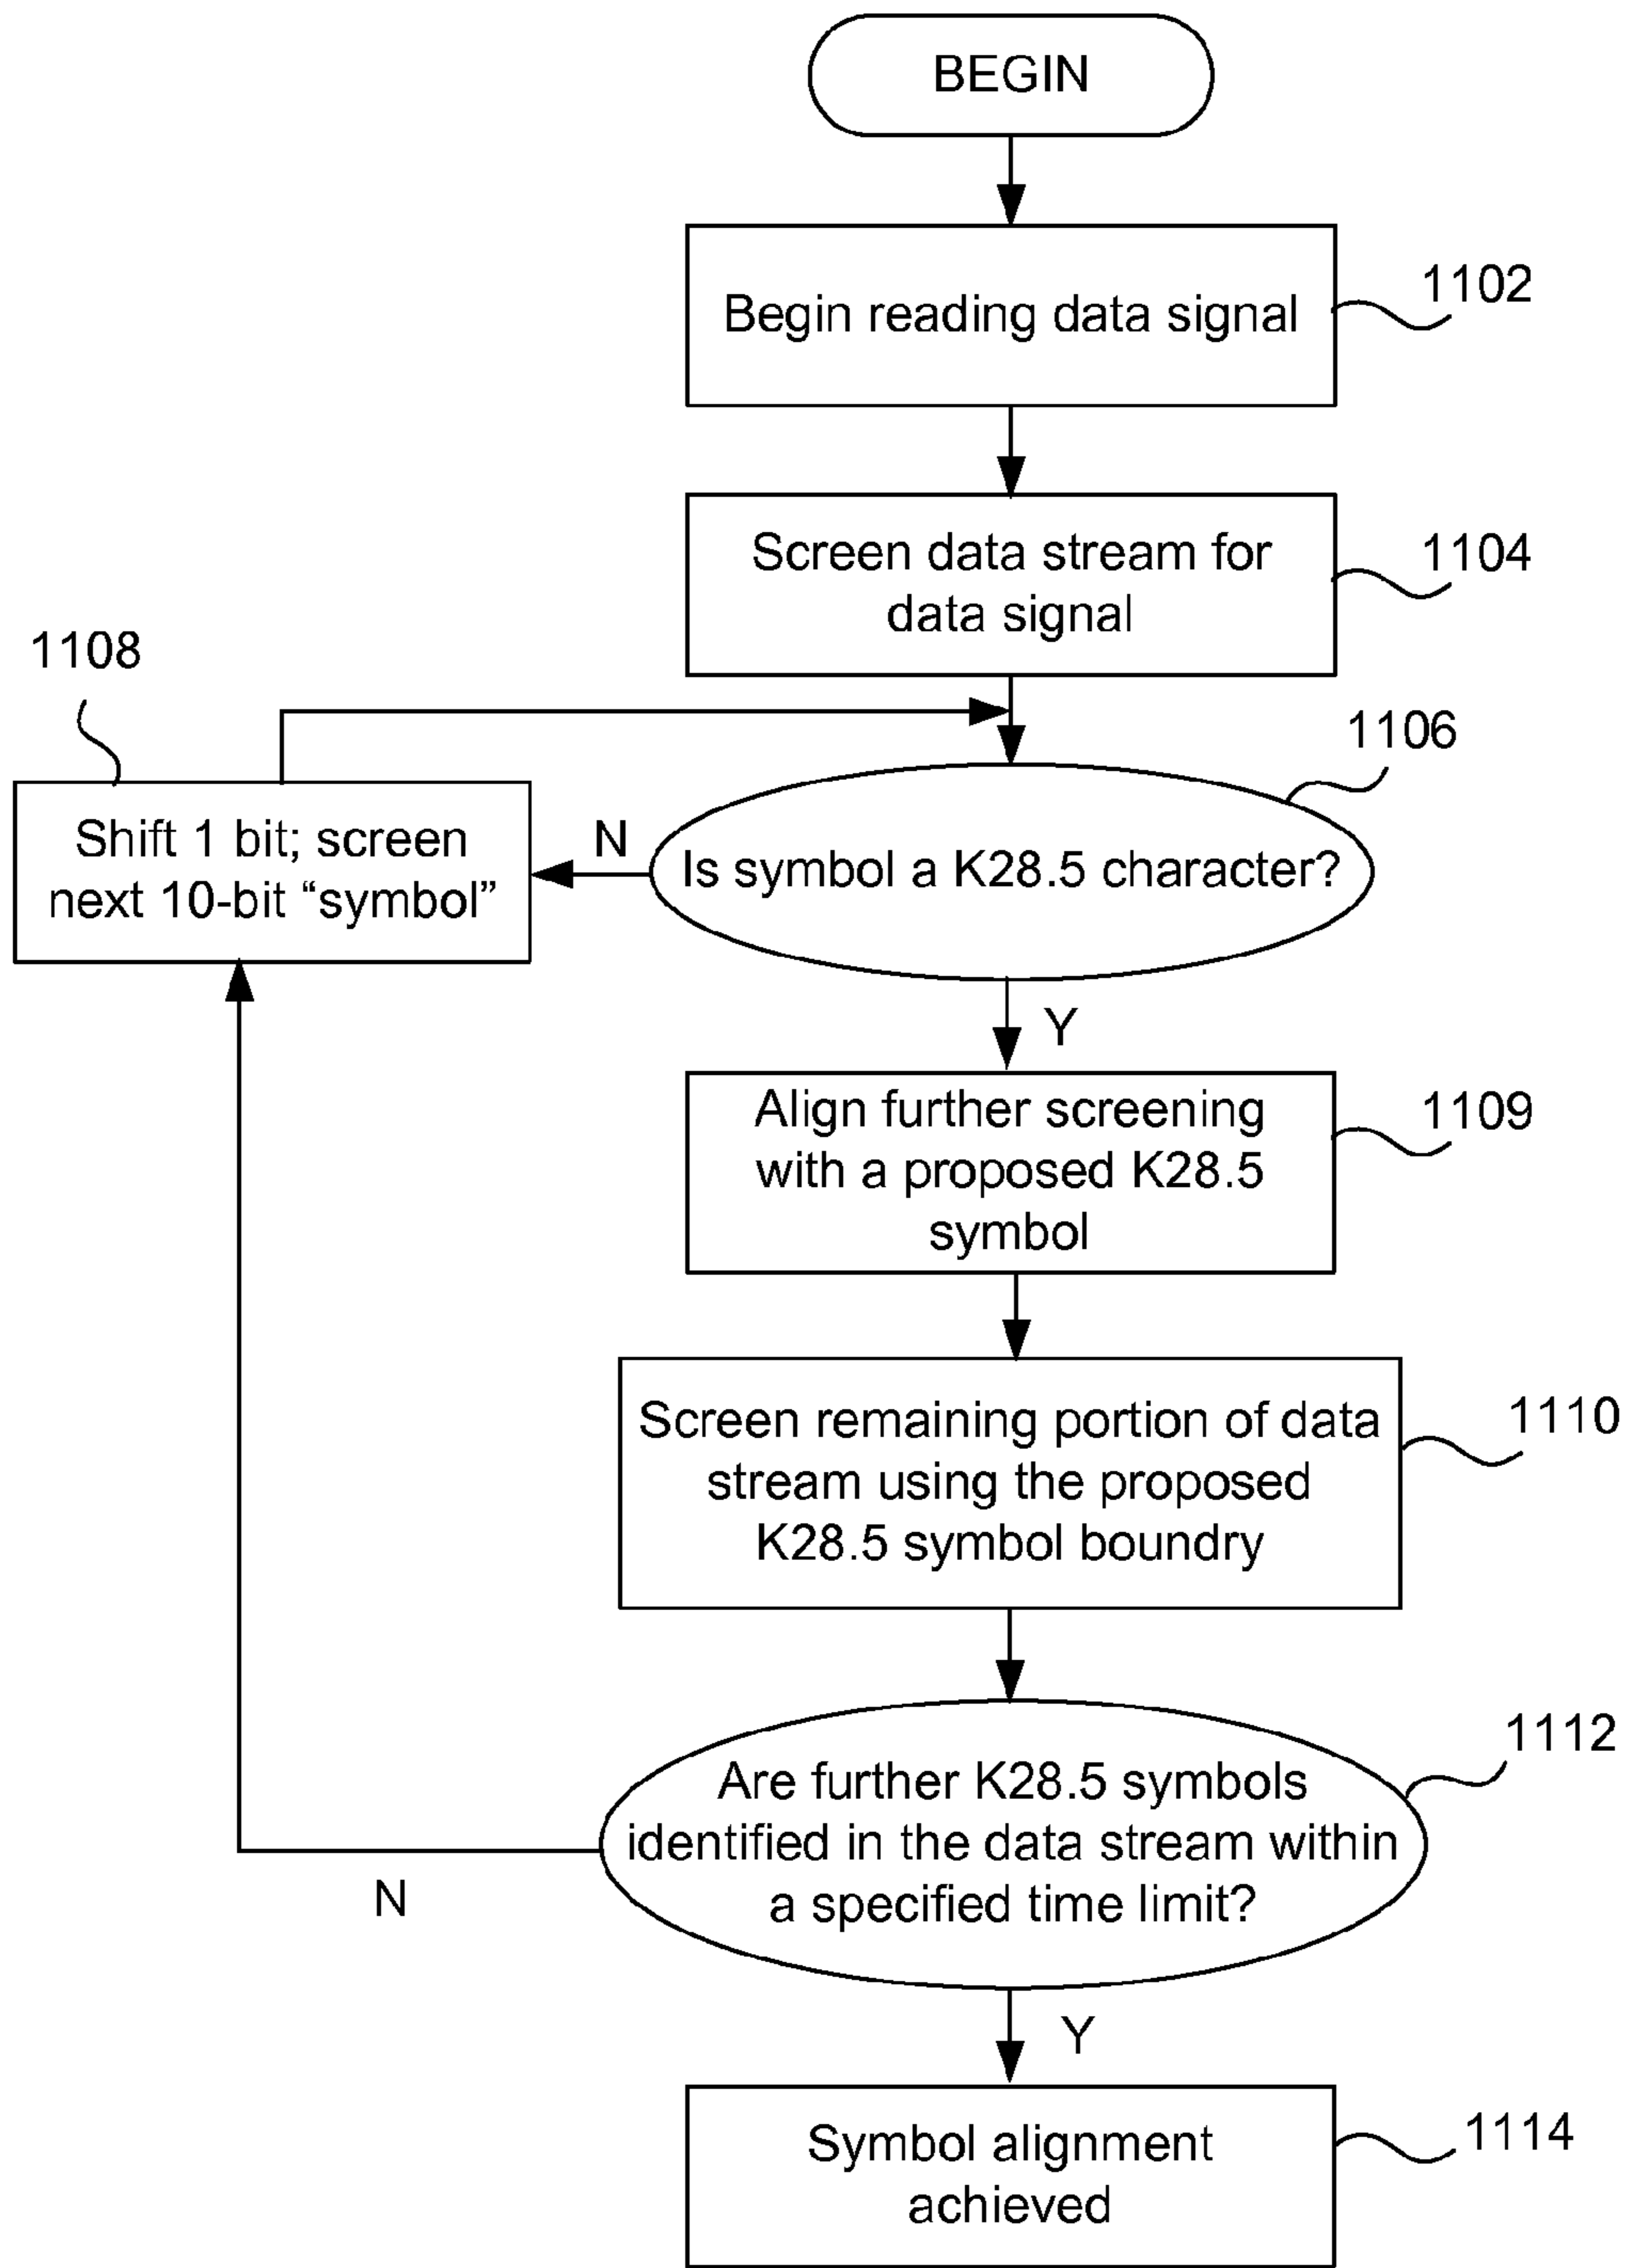 BEGIN
Begin reading data signal
1102
Screen data stream for
data signal
1104
1108
Shift 1 bit; screen
next 10-bit “symbol”
N
1106
Is symbol a K28.5 character?
Y
Align further screening
with a proposed K28.5
symbol
1109
Screen remaining portion of data
stream using the proposed
K28.5 symbol boundry
1110
Are further K28.5 symbols
identified in the data stream within
a specified time limit?
1112
N
Y
Symbol alignment
achieved
1114